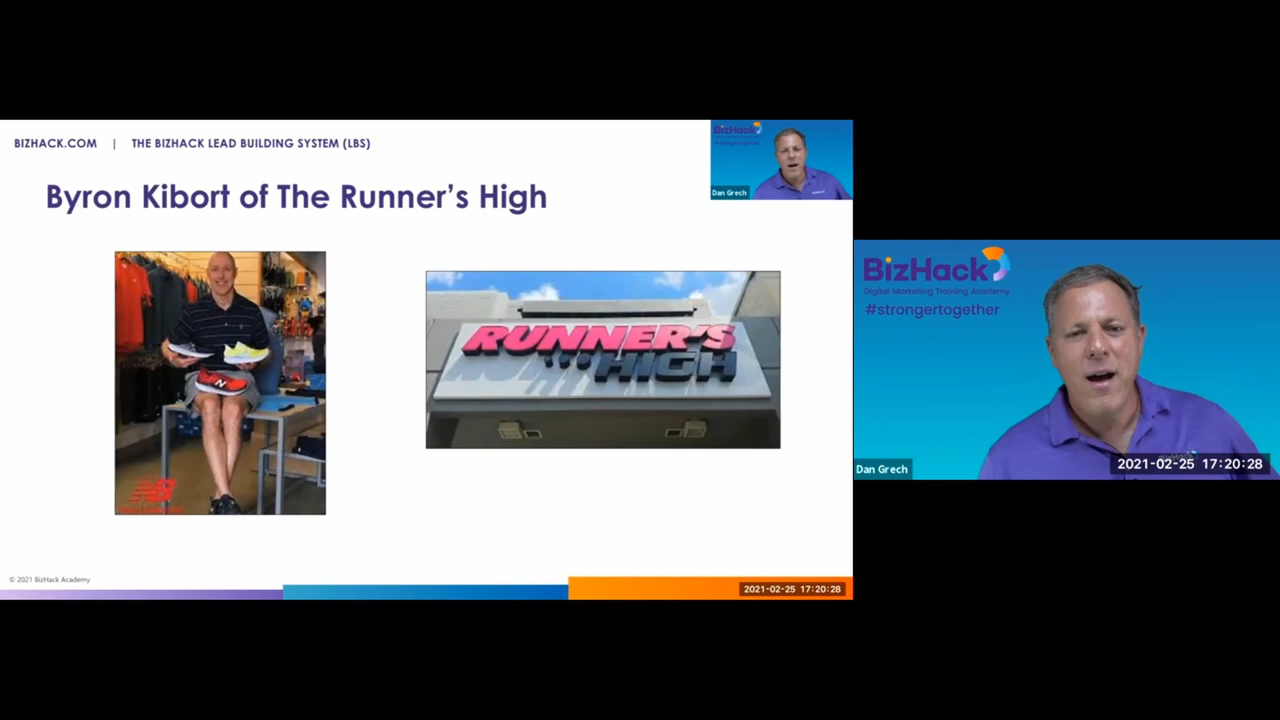 BIZHACK.COM | THE BIZHACK LEAD BUILDING SYSTEM (LBS)
Byron Kibort of The Runner's High
BizHack
#strongertogether
Dan Grech
N
NB
RUNNER'S
HIGH
© 2021 BizHack Academy
2021-02-25 17:20:28
BizHack
Digital Marketing Training Academy
#strongertogether
Dan Grech
2021-02-25 17:20:28